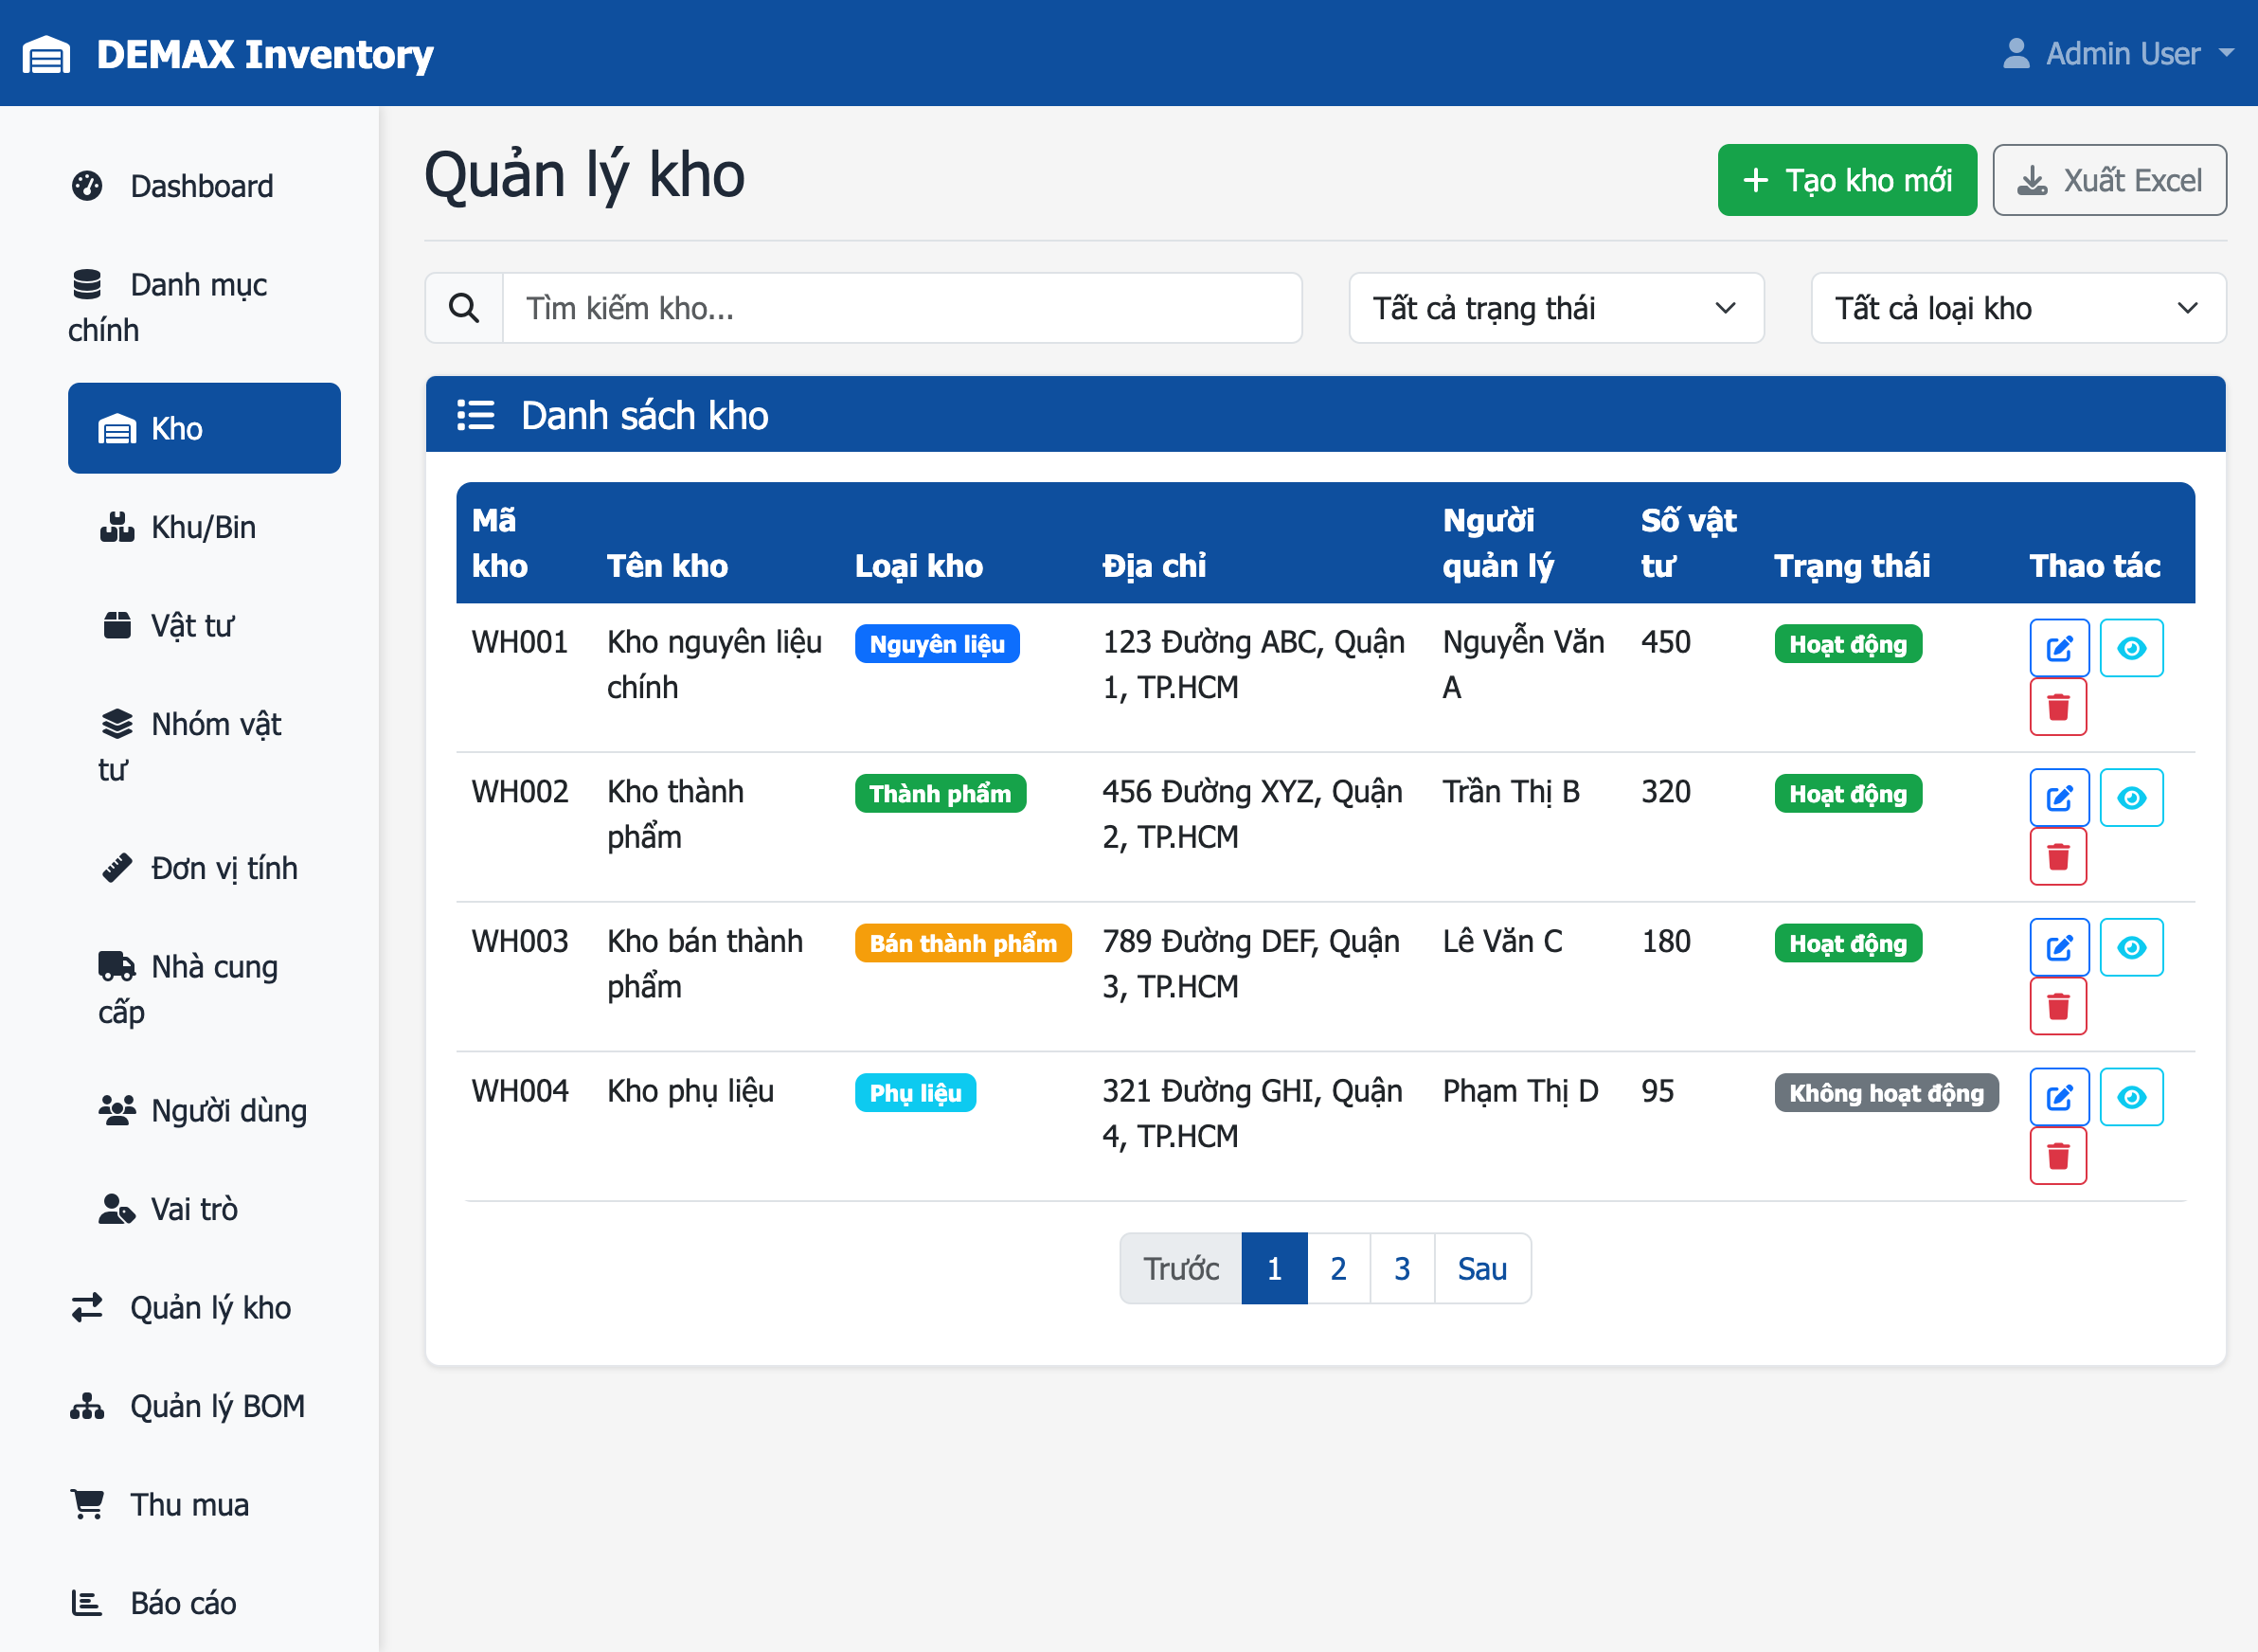 DEMAX Inventory
Admin User
Dashboard
Danh mục
chính
Kho
Khu/Bin
Vật tư
Nhóm vật
tư
Đơn vị tính
Nhà cung
cấp
Người dùng
Vai trò
Quản lý kho
Quản lý BOM
Thu mua
Báo cáo
Quản lý kho
Tạo kho mới
Xuất Excel
Tìm kiếm kho...
Tất cả trạng thái
Tất cả loại kho
Danh sách kho
Mã kho Tên kho Loại kho Địa chỉ Người quản lý Số vật tư Trạng thái Thao tác
WH001 Kho nguyên liệu Nguyên liệu 123 Đường ABC, Quận Nguyễn Văn 450 Hoạt động
chính 1, TP.HCM A
WH002 Kho thành Thành phẩm 456 Đường XYZ, Quận Trần Thị B 320 Hoạt động
phẩm 2, TP.HCM
WH003 Kho bán thành Bán thành phẩm 789 Đường DEF, Quận Lê Văn C 180 Hoạt động
phẩm 3, TP.HCM
WH004 Kho phụ liệu Phụ liệu 321 Đường GHI, Quận Phạm Thị D 95 Không hoạt động
4, TP.HCM
Trước 1 2 3 Sau